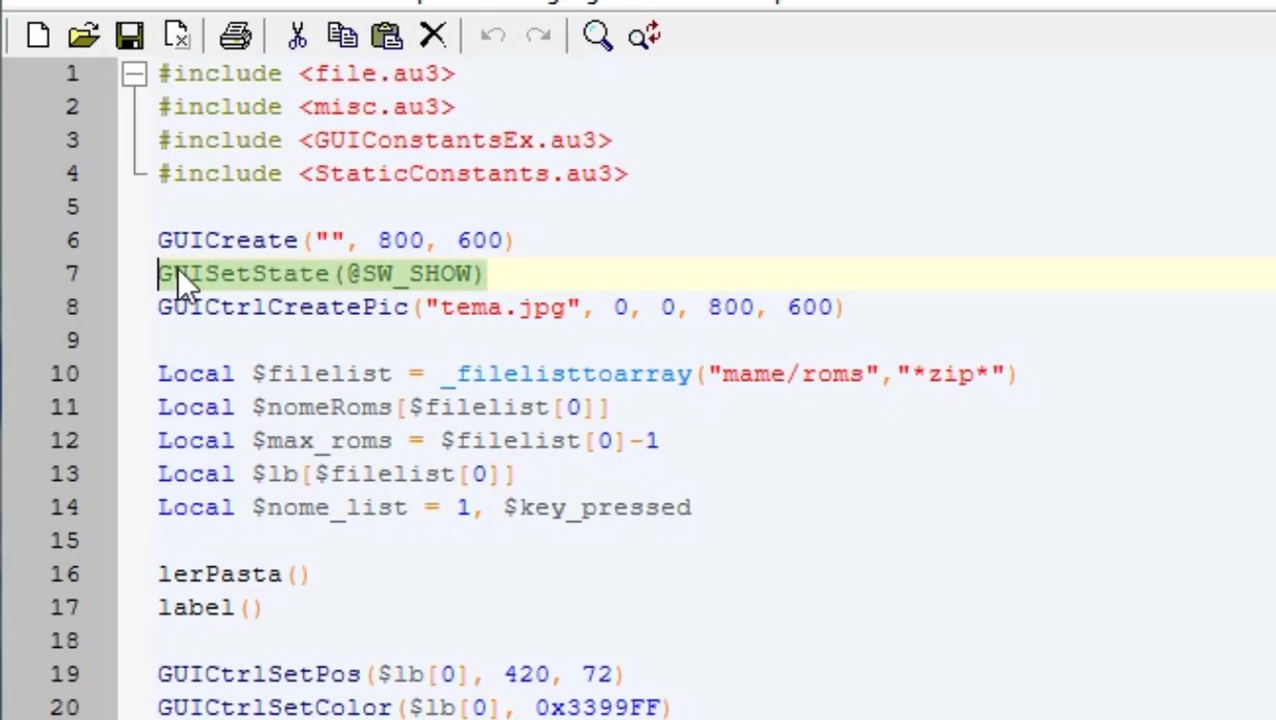 1 #include <file.au3>
2 #include <misc.au3>
3 #include <GUIConstantsEx.au3>
4 #include <StaticConstants.au3>
5
6 GUICreate("", 800, 600)
7 GUISetState(@SW_SHOW)
8 GUICtrlCreatePic("tema.jpg", 0, 0, 800, 600)
9
10 Local $filelist = _filelisttoarray("mame/roms","*zip*")
11 Local $nomeRoms[$filelist[0]]
12 Local $max_roms = $filelist[0]-1
13 Local $lb[$filelist[0]]
14 Local $nome_list = 1, $key_pressed
15
16 lerPasta()
17 label()
18
19 GUICtrlSetPos($lb[0], 420, 72)
20 GUICtrlSetColor($lb[0], 0x3399FF)